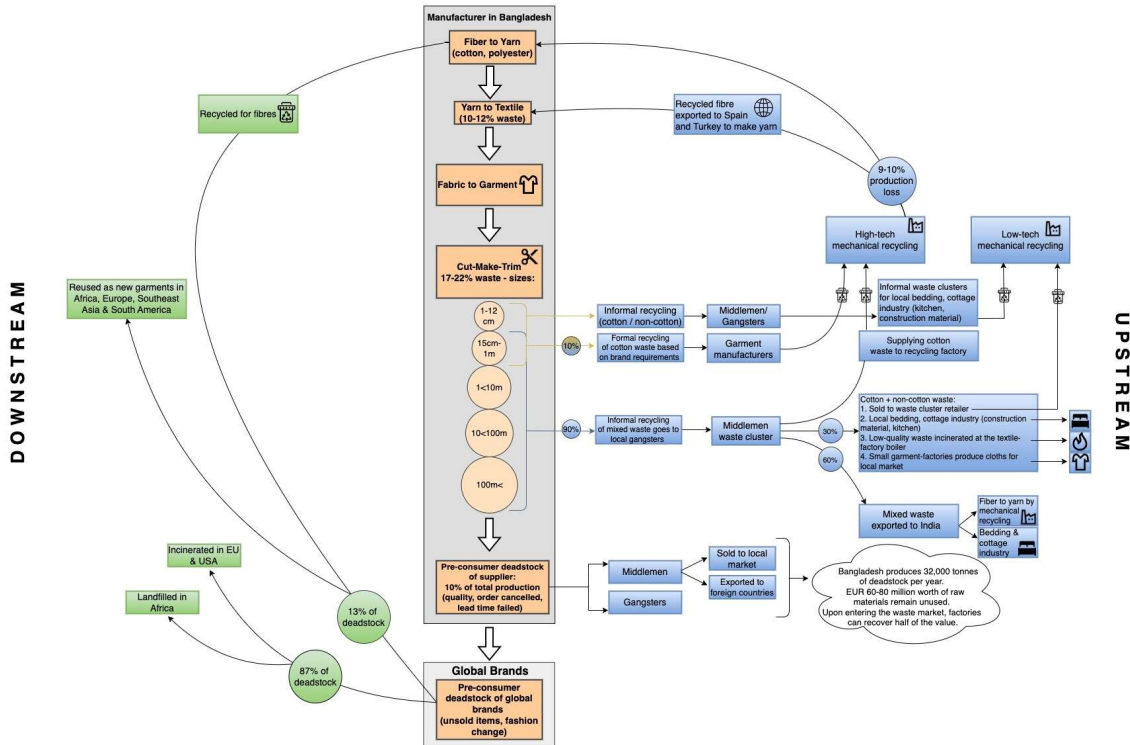 Manufacturer in Bangladesh
Fiber to Yarn
(cotton, polyester)
Yarn to Textile
(10-12% waste)
Fabric to Garment
Cut-Make-Trim
17-22% waste - sizes:
1-12
cm
15cm-
1m
1<10m
10<100m
100m<
Pre-consumer deadstock of
supplier:
10% of total production
(quality, order cancelled,
lead time failed)
Global Brands
Pre-consumer
deadstock of global
brands
(unsold items, fashion
change)
DOWNSTREAM
Recycled for fibres
Reused as new garments in
Africa, Europe, Southeast
Asia & South America
Incinerated in EU
& USA
Landfilled in
Africa
13% of
deadstock
87% of
deadstock
UPSTREAM
Recycled fibre
exported to Spain
and Turkey to make yarn
9-10%
production
loss
High-tech
mechanical recycling
Low-tech
mechanical recycling
Informal recycling
(cotton / non-cotton)
Middlemen/
Gangsters
Informal waste clusters
for local bedding, cottage
industry (kitchen,
construction material)
10%
Formal recycling
of cotton waste based
on brand requirements
Garment
manufacturers
Supplying cotton
waste to recycling factory
90%
Informal recycling
of mixed waste goes to
local gangsters
Middlemen
waste cluster
30%
60%
Cotton + non-cotton waste:
1. Sold to waste cluster retailer
2. Local bedding, cottage industry (construction
material, kitchen)
3. Low-quality waste incinerated at the textile-
factory boiler
4. Small garment-factories produce cloths for
local market
Mixed waste
exported to India
Fiber to yarn by
mechanical
recycling
Bedding &
cottage
industry
Middlemen
Gangsters
Sold to local
market
Exported to
foreign countries
Bangladesh produces 32,000 tonnes
of deadstock per year.
EUR 60-80 million worth of raw
materials remain unused.
Upon entering the waste market, factories
can recover half of the value.